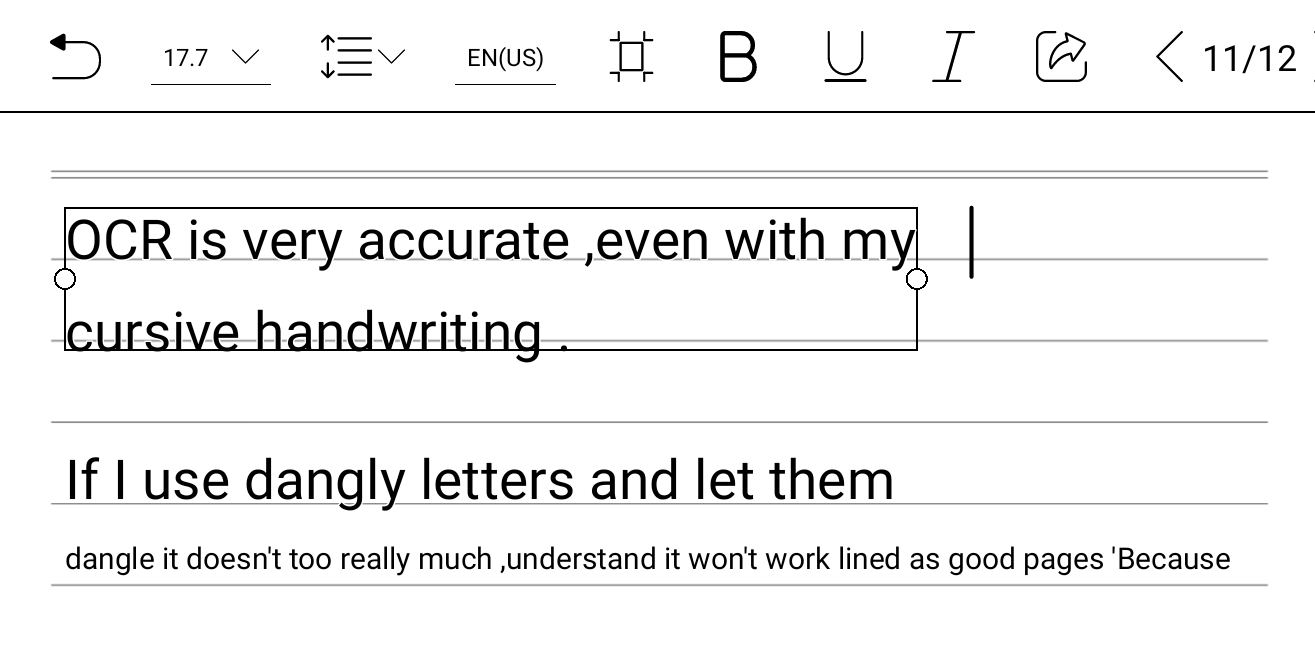 17.7 EN(US) B U I 11/12
OCR is very accurate ,even with my
cursive handwriting .
If I use dangly letters and let them
dangle it doesn't too really much ,understand it won't work lined as good pages 'Because